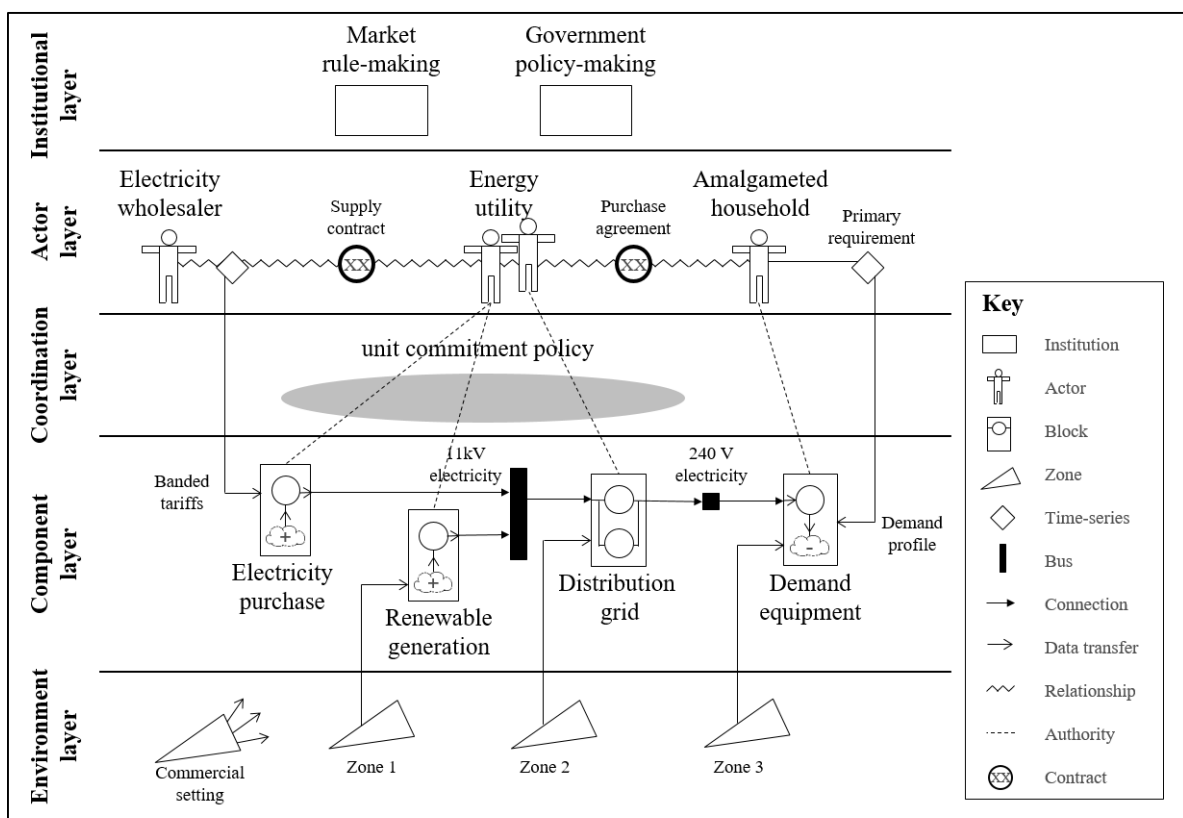 Institutional
layer
Market
rule-making
Government
policy-making
Actor
layer
Electricity
wholesaler
Supply
contract
Energy
utility
Purchase
agreement
Amalgameted
household
Primary
requirement
XX
XX
Coordination
layer
unit commitment policy
Component
layer
Banded
tariffs
11kV
electricity
240 V
electricity
Demand
profile
+
+
-
Electricity
purchase
Renewable
generation
Distribution
grid
Demand
equipment
Environment
layer
Commercial
setting
Zone 1
Zone 2
Zone 3
Key
Institution
Actor
Block
Zone
Time-series
Bus
Connection
Data transfer
Relationship
Authority
XX Contract